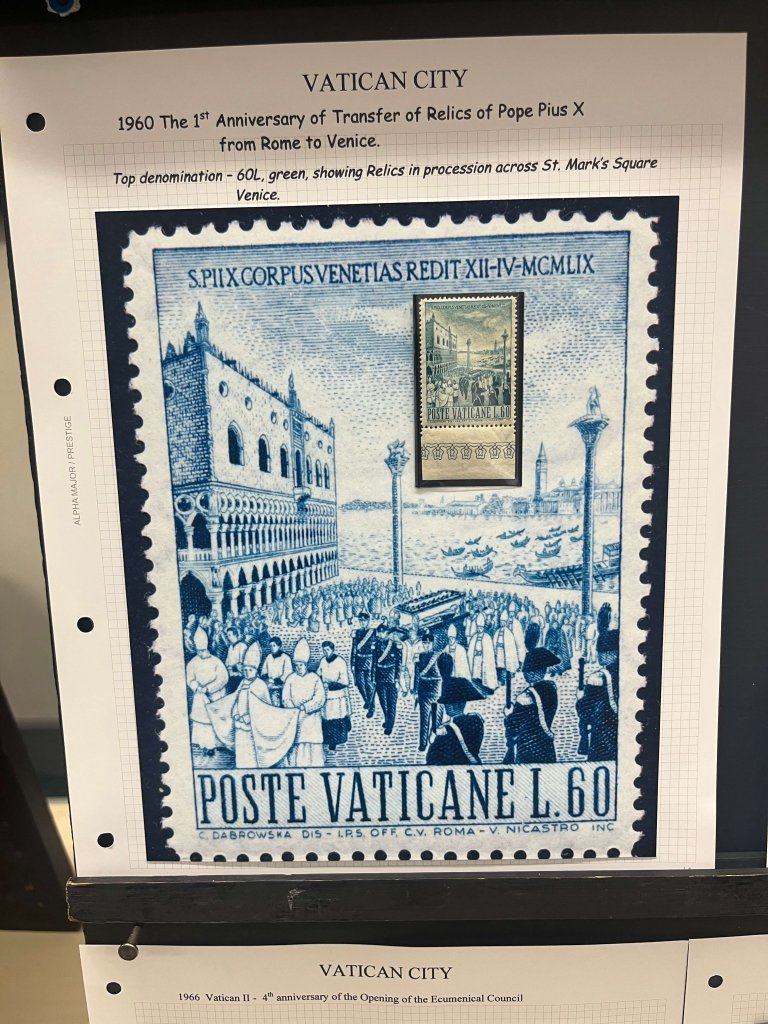 VATICAN CITY
1960 The 1st Anniversary of Transfer of Relics of Pope Pius X
from Rome to Venice.
Top denomination – 60L, green, showing Relics in procession across St. Mark's Square
Venice.
S.PII X CORPUS VENETIAS REDIT XII-IV-MCMLIX
POSTE VATICANE L.60
POSTE VATICANE L.60
C. DABROWSKA DIS - I.P.S. OFF. C.V. ROMA - V. NICASTRO INC
ALPHA MAJOR / PRESTIGE
VATICAN CITY
1966 Vatican II - 4th anniversary of the Opening of the Ecumenical Council